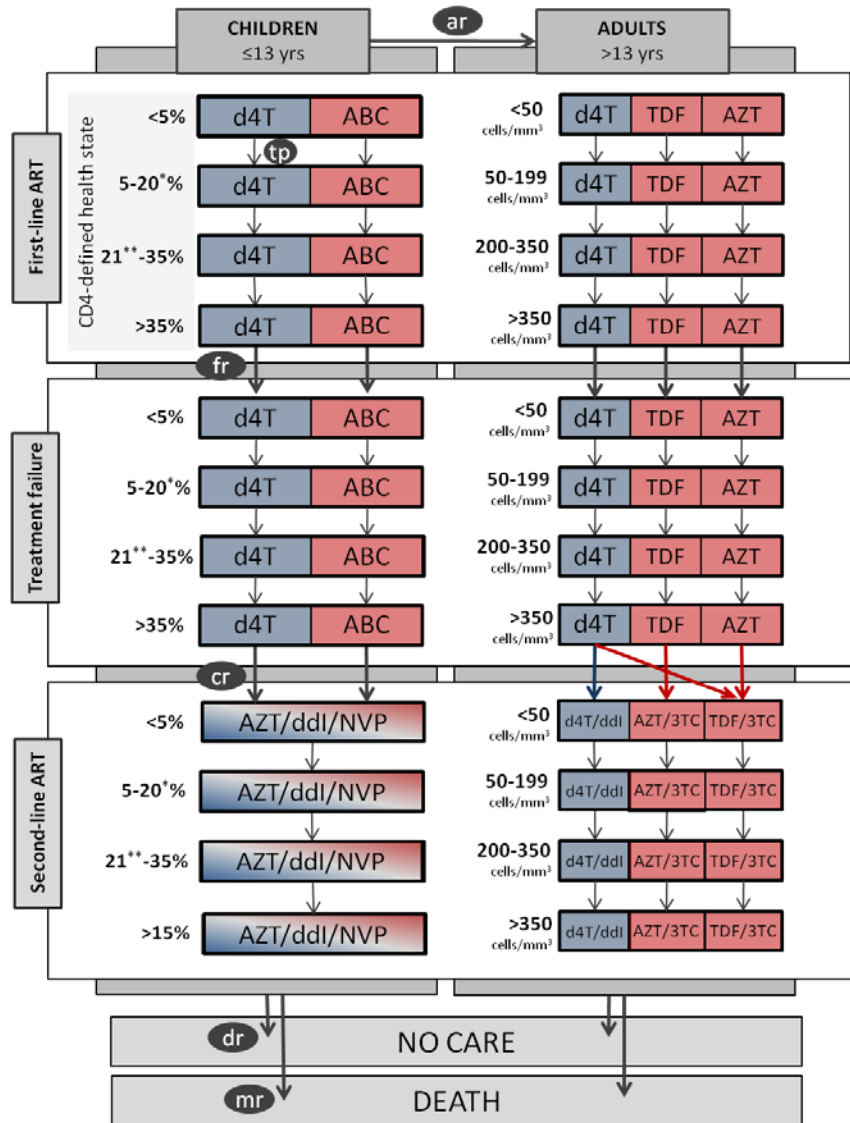 ar
CHILDREN
≤13 yrs
ADULTS
>13 yrs
First-line ART
CD4-defined health state
<5%
d4T ABC
<50
cells/mm³
d4T TDF AZT
tp
5-20*%
d4T ABC
50-199
cells/mm³
d4T TDF AZT
21**-35%
d4T ABC
200-350
cells/mm³
d4T TDF AZT
>35%
d4T ABC
>350
cells/mm³
d4T TDF AZT
fr
Treatment failure
<5%
d4T ABC
<50
cells/mm³
d4T TDF AZT
5-20*%
d4T ABC
50-199
cells/mm³
d4T TDF AZT
21**-35%
d4T ABC
200-350
cells/mm³
d4T TDF AZT
>35%
d4T ABC
>350
cells/mm³
d4T TDF AZT
cr
Second-line ART
<5%
AZT/ddI/NVP
<50
cells/mm³
d4T/ddI AZT/3TC TDF/3TC
5-20*%
AZT/ddI/NVP
50-199
cells/mm³
d4T/ddI AZT/3TC TDF/3TC
21**-35%
AZT/ddI/NVP
200-350
cells/mm³
d4T/ddI AZT/3TC TDF/3TC
>15%
AZT/ddI/NVP
>350
cells/mm³
d4T/ddI AZT/3TC TDF/3TC
dr
NO CARE
mr
DEATH